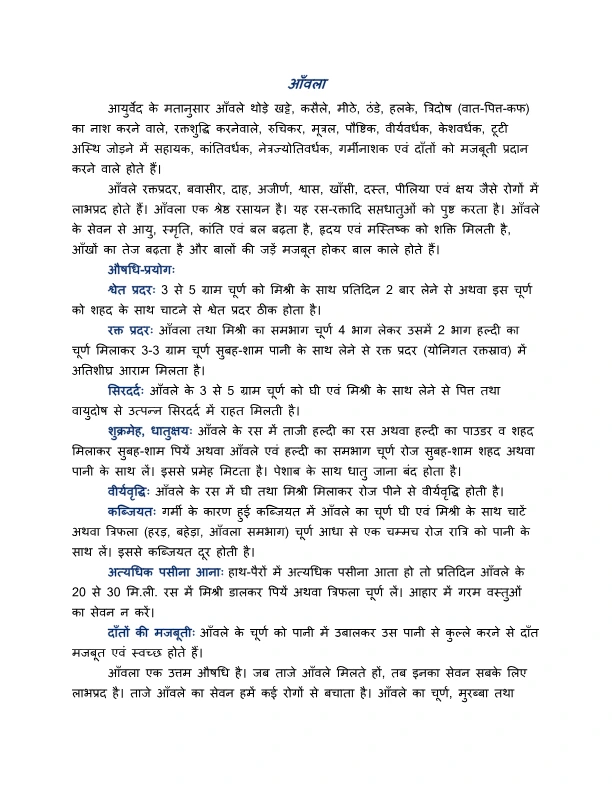 आँवला
आयुर्वेद के मतानुसार आँवले थोड़े खट्टे, कसैले, मीठे, ठंडे, हलके, त्रिदोष (वात-पित्त-कफ)
का नाश करने वाले, रक्तशुद्धि करनेवाले, रुचिकर, मूत्रल, पौष्टिक, वीर्यवर्धक, केशवर्धक, टूटी
अस्थि जोड़ने में सहायक, कांतिवर्धक, नेत्रज्योतिवर्धक, गर्मीनाशक एवं दाँतों को मजबूती प्रदान
करने वाले होते हैं।
आँवले रक्तप्रदर, बवासीर, दाह, अजीर्ण, श्वास, खाँसी, दस्त, पीलिया एवं क्षय जैसे रोगों में
लाभप्रद होते हैं। आँवला एक श्रेष्ठ रसायन है। यह रस-रक्तादि सप्तधातुओं को पुष्ट करता है। आँवले
के सेवन से आयु, स्मृति, कांति एवं बल बढ़ता है, हृदय एवं मस्तिष्क को शक्ति मिलती है,
आँखों का तेज बढ़ता है और बालों की जड़ें मजबूत होकर बाल काले होते हैं।
औषधि-प्रयोगः
श्वेत प्रदरः 3 से 5 ग्राम चूर्ण को मिश्री के साथ प्रतिदिन 2 बार लेने से अथवा इस चूर्ण
को शहद के साथ चाटने से श्वेत प्रदर ठीक होता है।
रक्त प्रदरः आँवला तथा मिश्री का समभाग चूर्ण 4 भाग लेकर उसमें 2 भाग हल्दी का
चूर्ण मिलाकर 3-3 ग्राम चूर्ण सुबह-शाम पानी के साथ लेने से रक्त प्रदर (योनिगत रक्तस्राव) में
अतिशीघ्र आराम मिलता है।
सिरदर्दः आँवले के 3 से 5 ग्राम चूर्ण को घी एवं मिश्री के साथ लेने से पित्त तथा
वायुदोष से उत्पन्न सिरदर्द में राहत मिलती है।
शुक्रमेह, धातुक्षयः आँवले के रस में ताजी हल्दी का रस अथवा हल्दी का पाउडर व शहद
मिलाकर सुबह-शाम पियें अथवा आँवले एवं हल्दी का समभाग चूर्ण रोज सुबह-शाम शहद अथवा
पानी के साथ लें। इससे प्रमेह मिटता है। पेशाब के साथ धातु जाना बंद होता है।
वीर्यवृद्धिः आँवले के रस में घी तथा मिश्री मिलाकर रोज पीने से वीर्यवृद्धि होती है।
कब्जियतः गर्मी के कारण हुई कब्जियत में आँवले का चूर्ण घी एवं मिश्री के साथ चाटें
अथवा त्रिफला (हरड़, बहेड़ा, आँवला समभाग) चूर्ण आधा से एक चम्मच रोज रात्रि को पानी के
साथ लें। इससे कब्जियत दूर होती है।
अत्यधिक पसीना आनाः हाथ-पैरों में अत्यधिक पसीना आता हो तो प्रतिदिन आँवले के
20 से 30 मि.ली. रस में मिश्री डालकर पियें अथवा त्रिफला चूर्ण लें। आहार में गरम वस्तुओं
का सेवन न करें।
दाँतों की मजबूतीः आँवले के चूर्ण को पानी में उबालकर उस पानी से कुल्ले करने से दाँत
मजबूत एवं स्वच्छ होते हैं।
आँवला एक उत्तम औषधि है। जब ताजे आँवले मिलते हों, तब इनका सेवन सबके लिए
लाभप्रद है। ताजे आँवले का सेवन हमें कई रोगों से बचाता है। आँवले का चूर्ण, मुरब्बा तथा